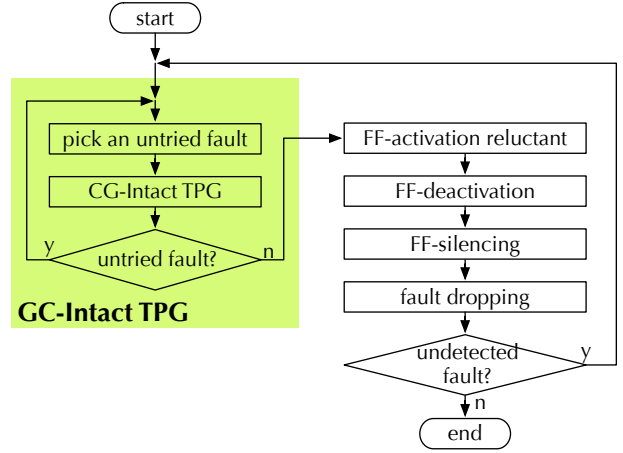 start
pick an untried fault
CG-Intact TPG
untried fault?
y
n
GC-Intact TPG
FF-activation reluctant
FF-deactivation
FF-silencing
fault dropping
undetected
fault?
y
n
end